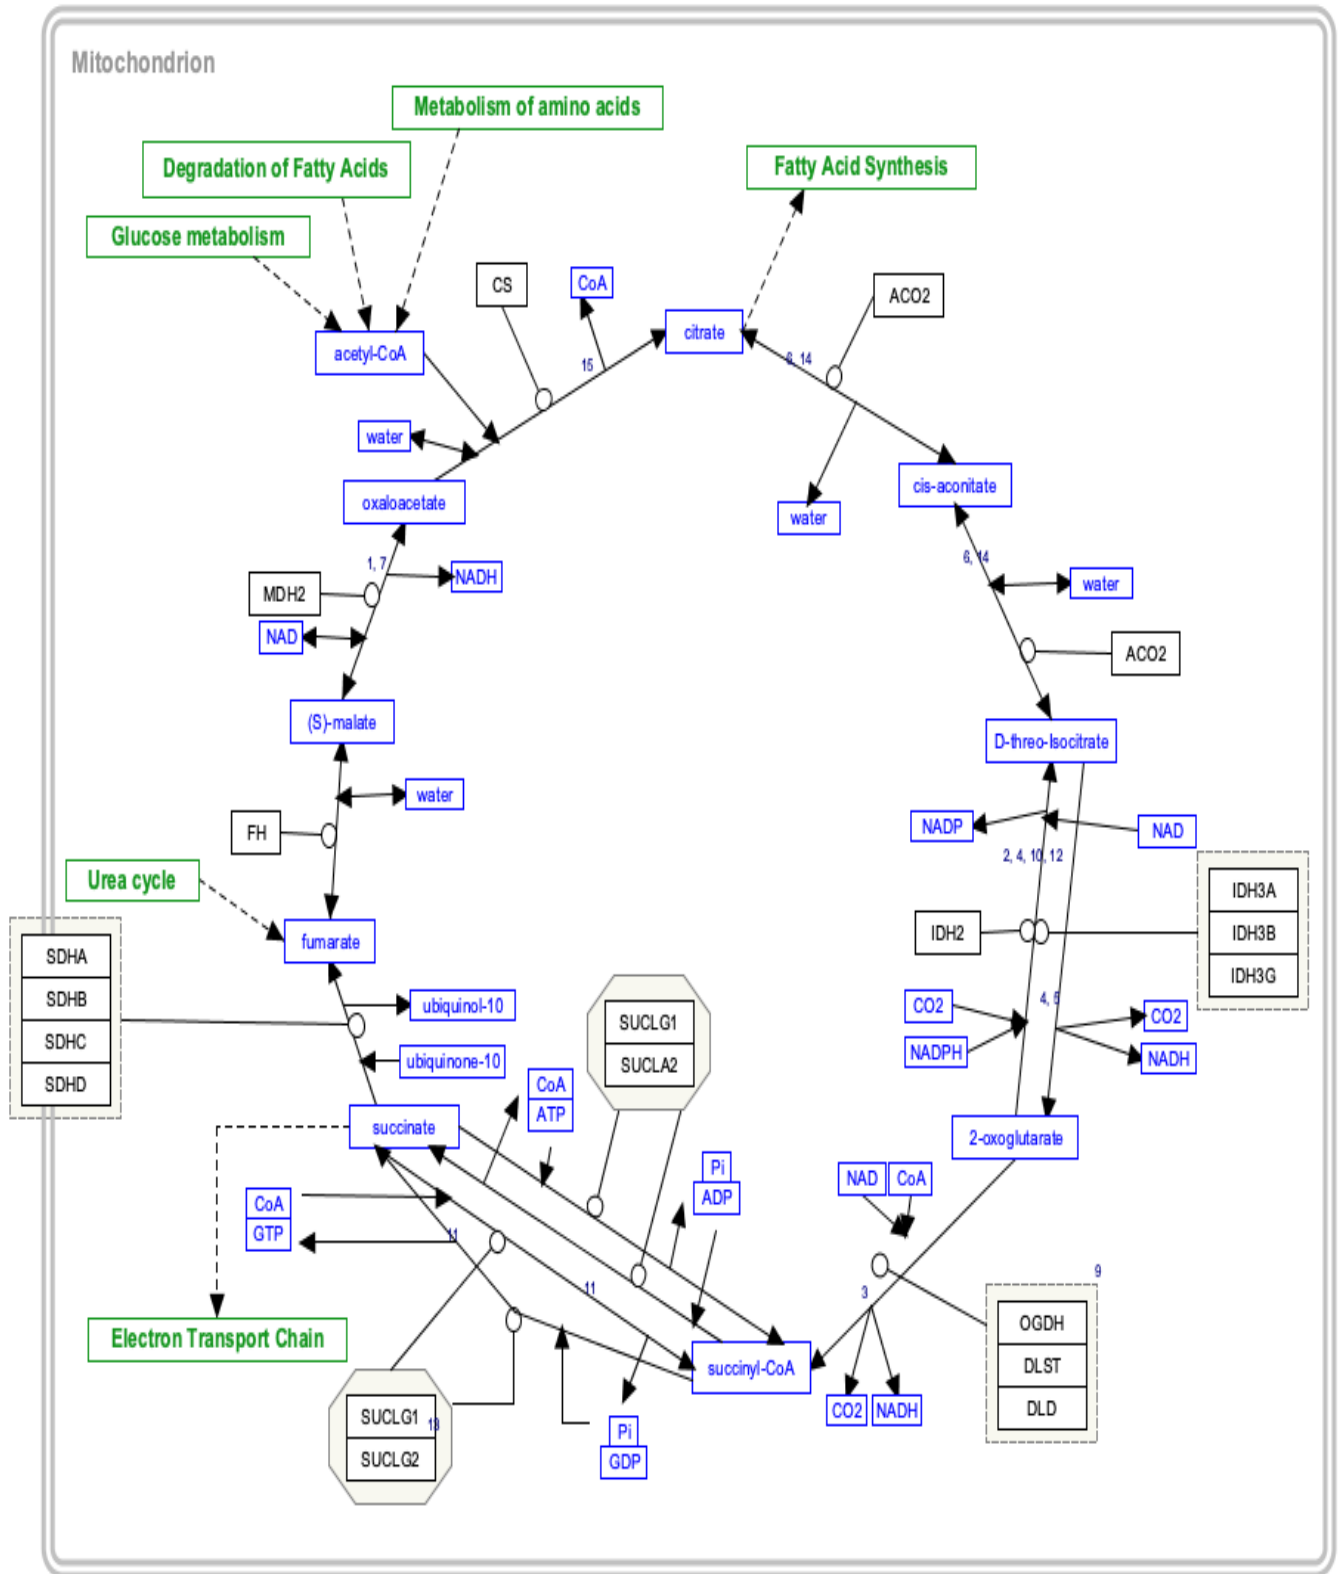 Mitochondrion
Metabolism of amino acids
Degradation of Fatty Acids
Fatty Acid Synthesis
Glucose metabolism
CS
CoA
ACO2
citrate
acetyl-CoA
15
6, 14
water
cis-aconitate
oxaloacetate
water
1, 7
6, 14
NADH
MDH2
water
NAD
ACO2
(S)-malate
D-threo-Isocitrate
water
FH
NADP
NAD
2, 4, 10, 12
Urea cycle
IDH3A
IDH3B
IDH3G
IDH2
fumarate
SDHA
SDHB
SDHC
SDHD
ubiquinol-10
ubiquinone-10
SUCLG1
SUCLA2
CO2
NADPH
4, 5
CO2
NADH
CoA
ATP
succinate
2-oxoglutarate
Pi
ADP
NAD
CoA
CoA
GTP
11
11
9
3
Electron Transport Chain
OGDH
DLST
DLD
succinyl-CoA
CO2
NADH
SUCLG1
13
SUCLG2
Pi
GDP